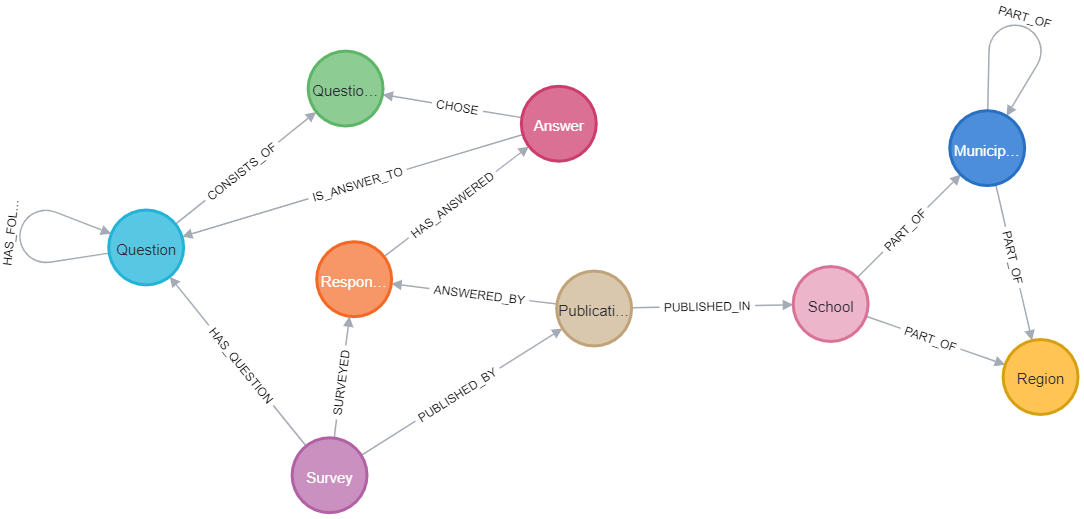 PART_OF
Questio...
CHOSE
Answer
Municip...
CONSISTS_OF
IS_ANSWER_TO
HAS_ANSWERED
PART_OF
HAS_FOL...
Question
PART_OF
Respon...
ANSWERED_BY
Publicati...
PUBLISHED_IN
School
PART_OF
HAS_QUESTION
SURVEYED
PUBLISHED_BY
Region
Survey